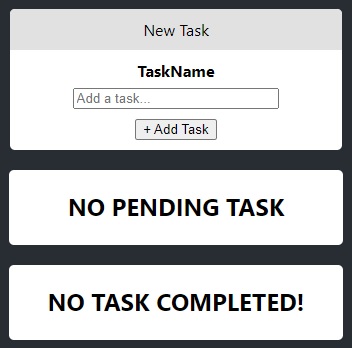 New Task
TaskName
Add a task...
+ Add Task
NO PENDING TASK
NO TASK COMPLETED!